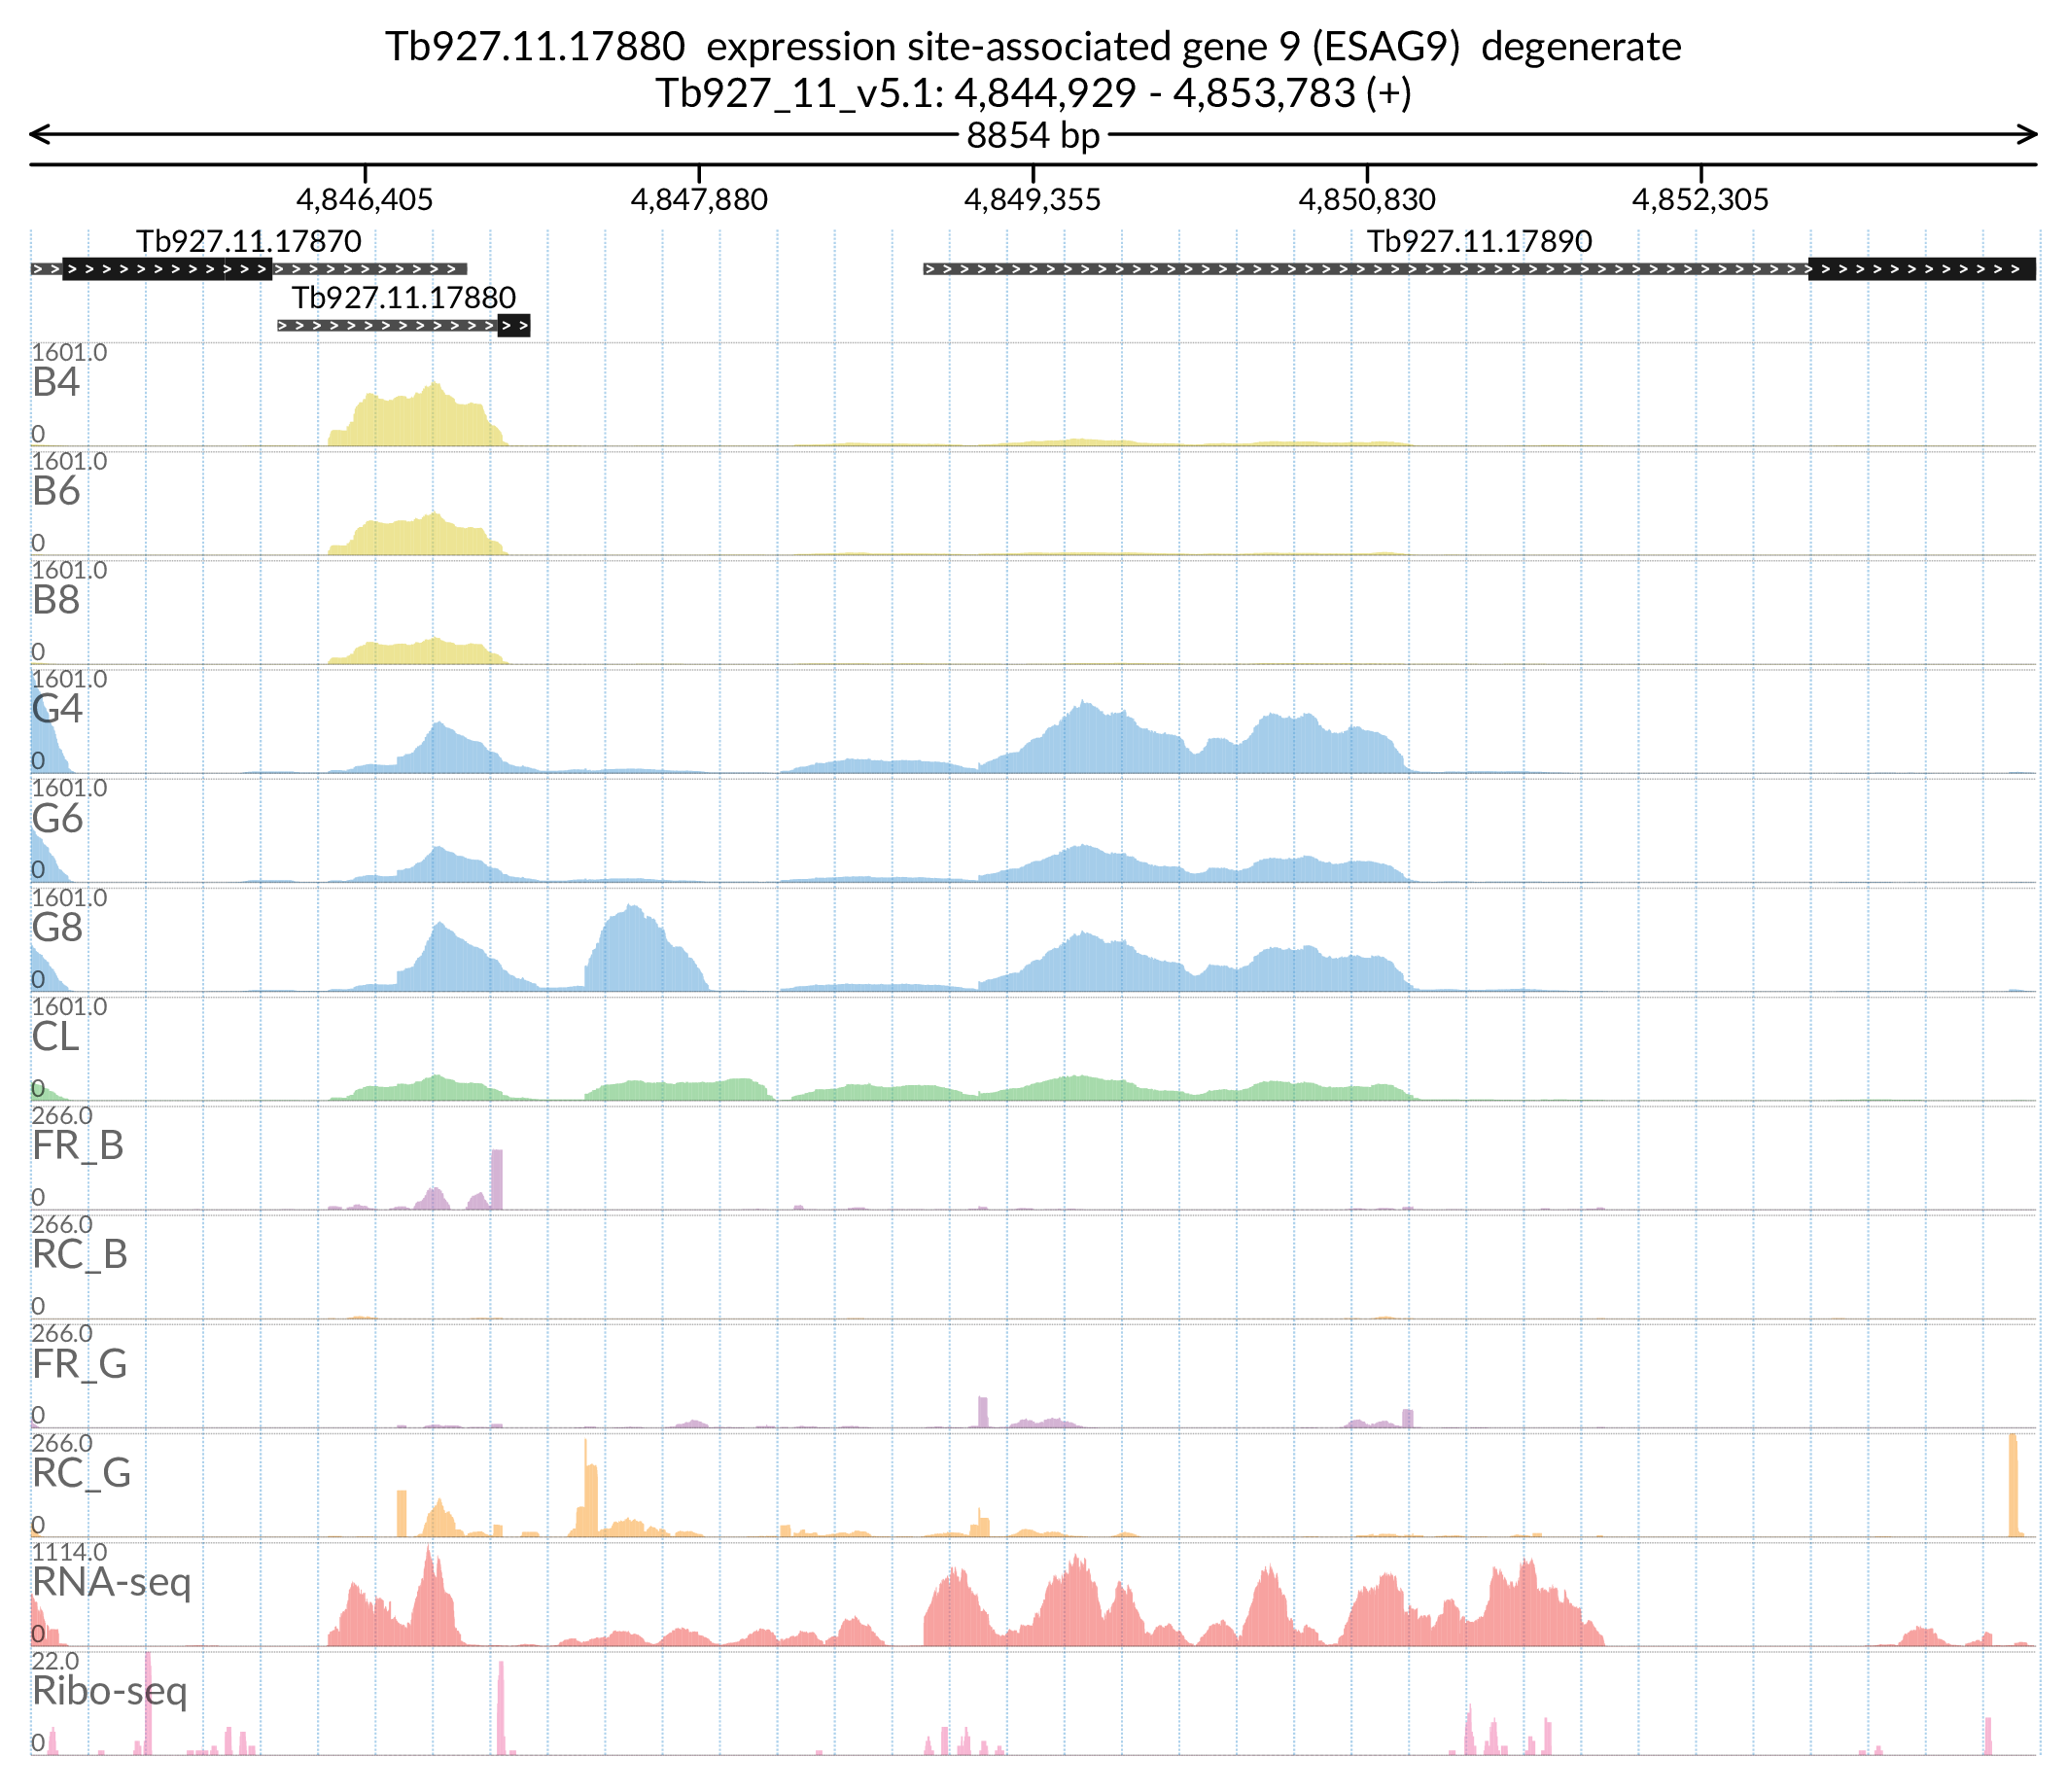 Tb927.11.17880 expression site-associated gene 9 (ESAG9) degenerate
Tb927_11_v5.1: 4,844,929 - 4,853,783 (+)
8854 bp
4,846,405 4,847,880 4,849,355 4,850,830 4,852,305
Tb927.11.17870 Tb927.11.17890
Tb927.11.17880
1601.0
B4
0
1601.0
B6
0
1601.0
B8
0
1601.0
G4
0
1601.0
G6
0
1601.0
G8
0
1601.0
CL
0
266.0
FR_B
0
266.0
RC_B
0
266.0
FR_G
0
266.0
RC_G
0
1114.0
RNA-seq
0
22.0
Ribo-seq
0